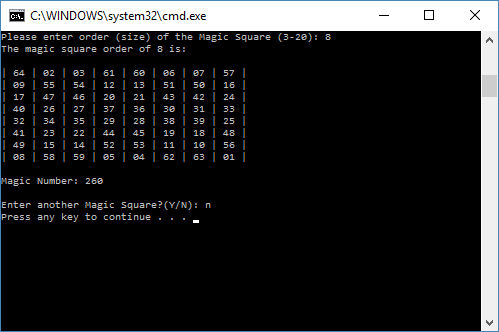 C:\WINDOWS\system32\cmd.exe
Please enter order (size) of the Magic Square (3-20): 8
The magic square order of 8 is:
| 64 | 02 | 03 | 61 | 60 | 06 | 07 | 57 |
| 09 | 55 | 54 | 12 | 13 | 51 | 50 | 16 |
| 17 | 47 | 46 | 20 | 21 | 43 | 42 | 24 |
| 40 | 26 | 27 | 37 | 36 | 30 | 31 | 33 |
| 32 | 34 | 35 | 29 | 28 | 38 | 39 | 25 |
| 41 | 23 | 22 | 44 | 45 | 19 | 18 | 48 |
| 49 | 15 | 14 | 52 | 53 | 11 | 10 | 56 |
| 08 | 58 | 59 | 05 | 04 | 62 | 63 | 01 |
Magic Number: 260
Enter another Magic Square?(Y/N): n
Press any key to continue . . .